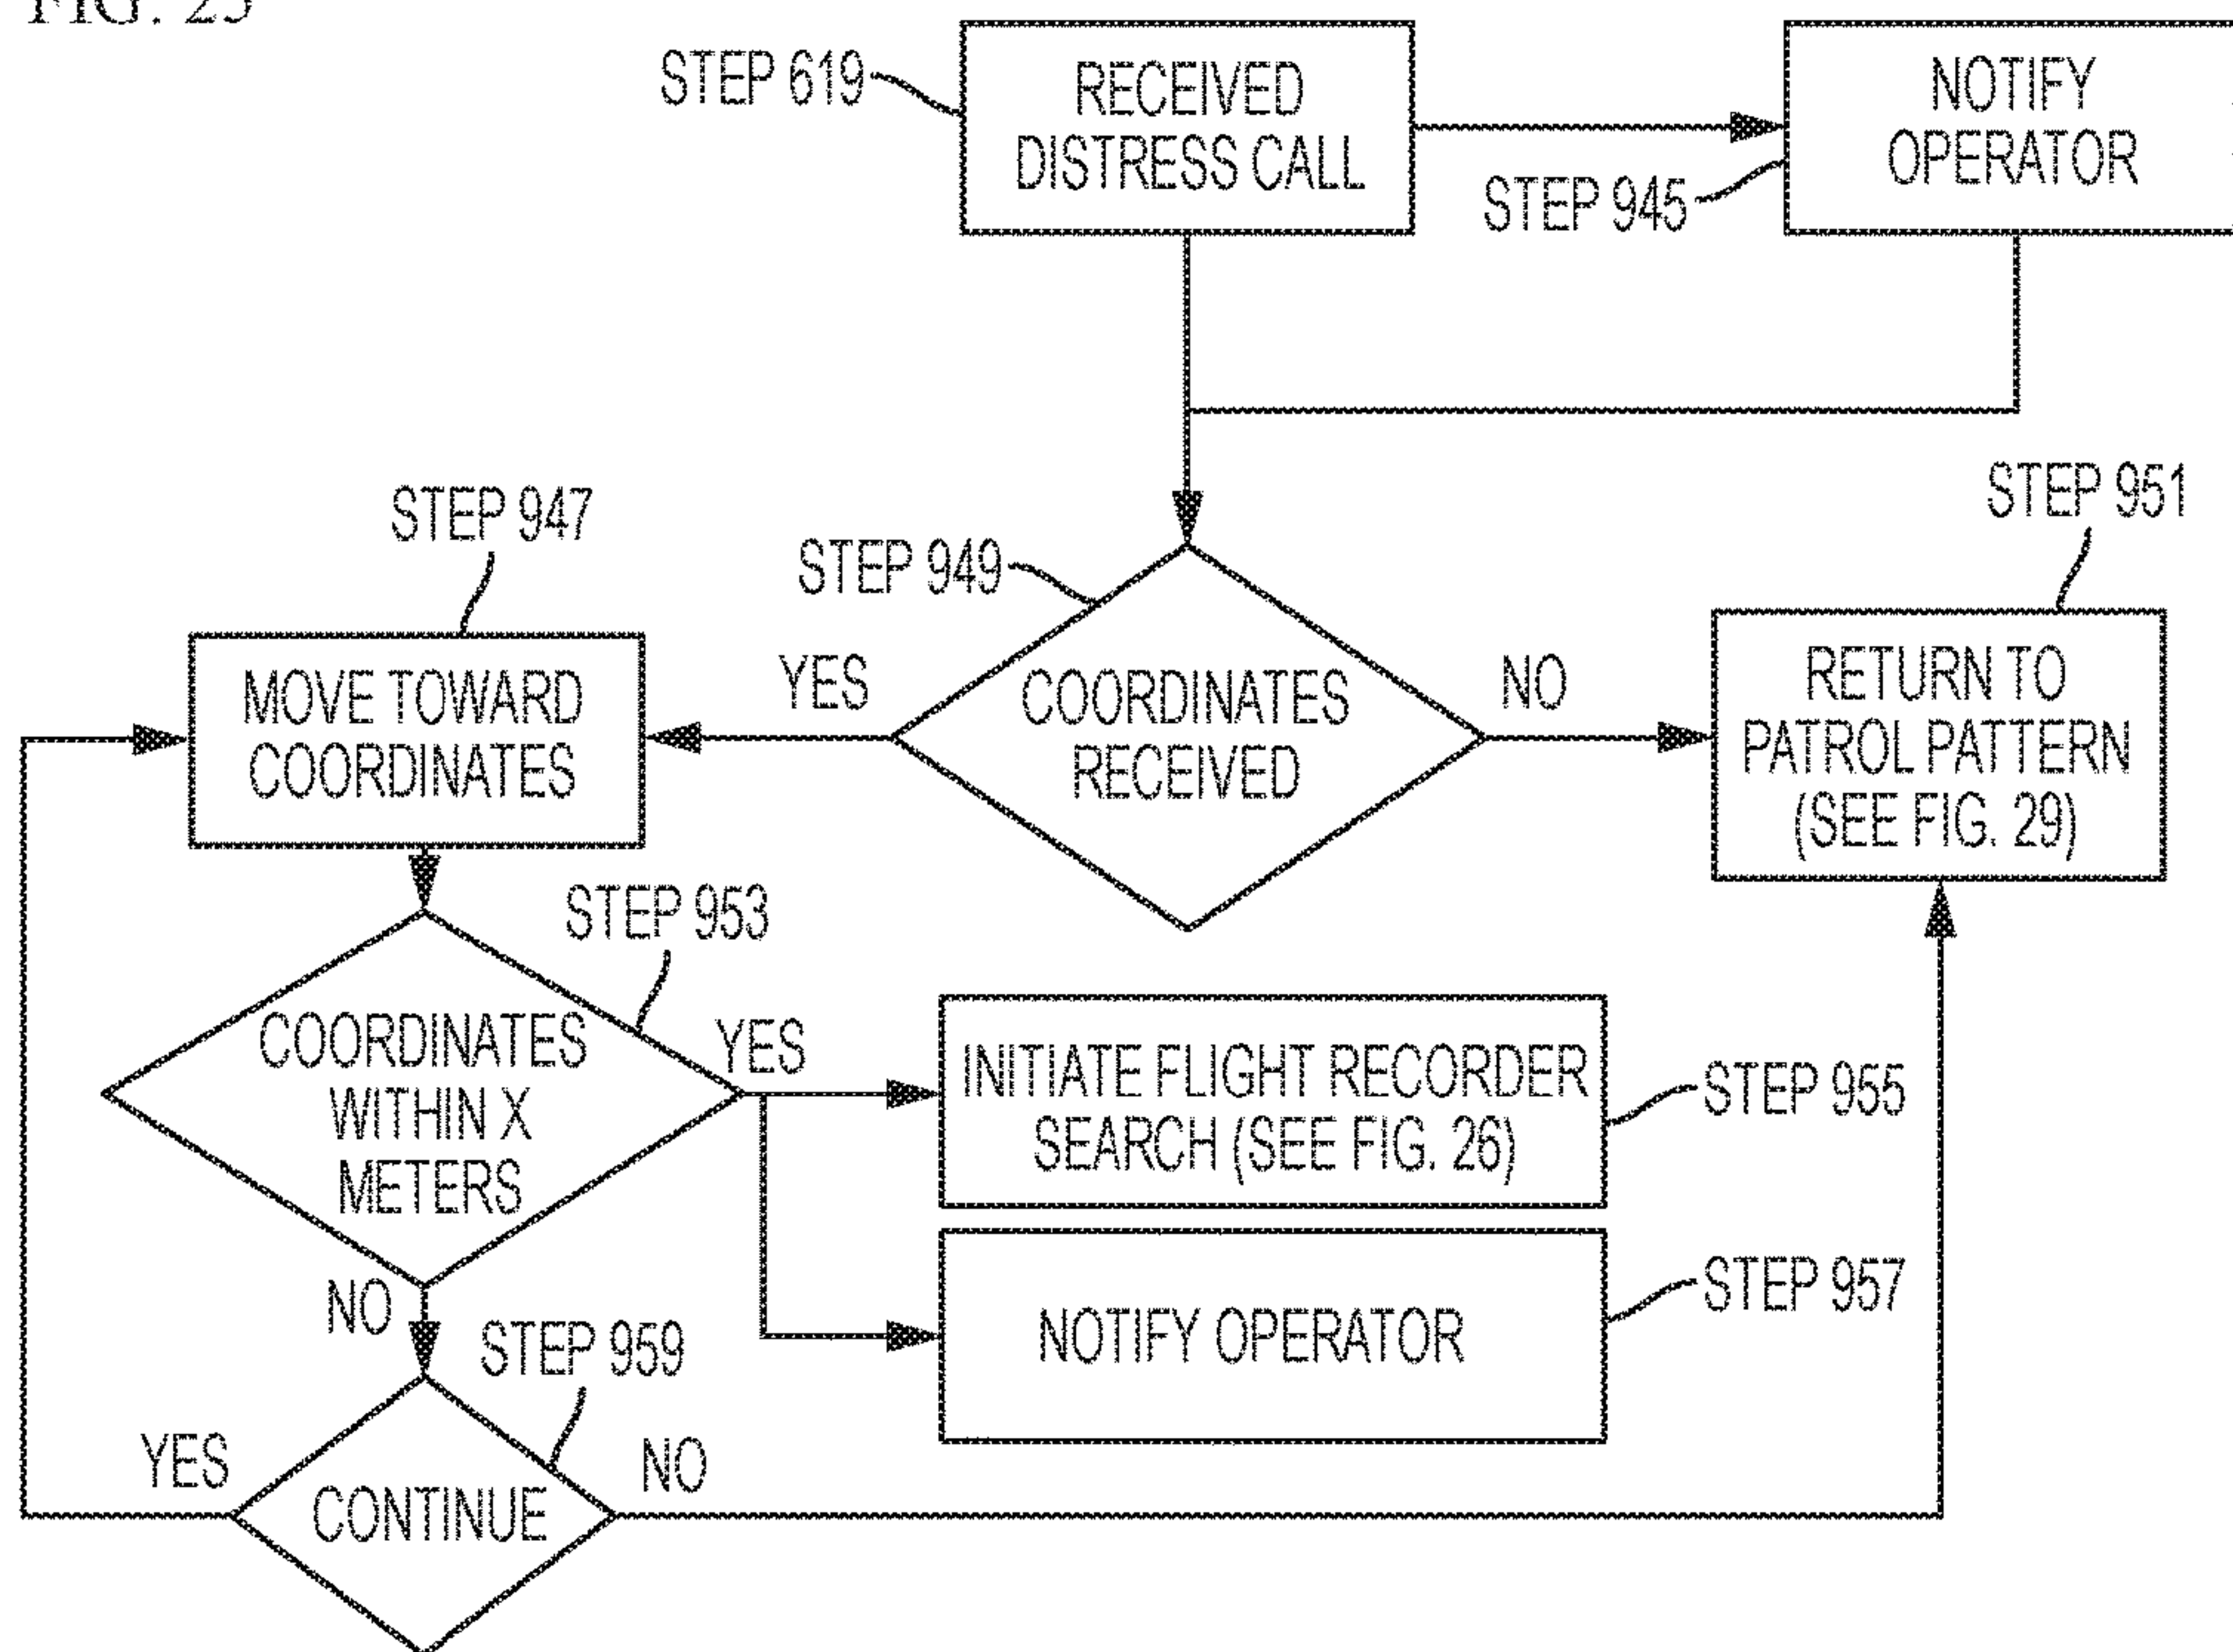 FIG. 25
STEP 619
RECEIVED
DISTRESS CALL
NOTIFY
OPERATOR
STEP 945
STEP 947
STEP 949
STEP 951
MOVE TOWARD
COORDINATES
YES
COORDINATES
RECEIVED
NO
RETURN TO
PATROL PATTERN
(SEE FIG. 29)
STEP 953
COORDINATES
WITHIN X
METERS
YES
INITIATE FLIGHT RECORDER
SEARCH (SEE FIG. 26)
STEP 955
NO
NOTIFY OPERATOR
STEP 957
STEP 959
YES
CONTINUE
NO